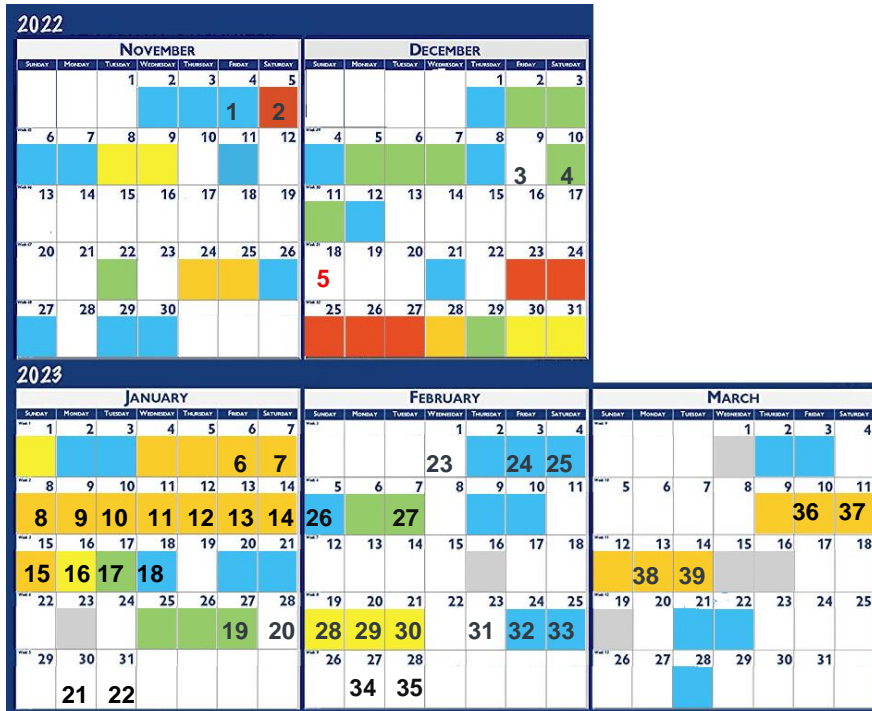 2022
NOVEMBER
SUNDAY MONDAY TUESDAY WEDNESDAY THURSDAY FRIDAY SATURDAY
1 2 3 4 5
1 2
6 7 8 9 10 11 12
13 14 15 16 17 18 19
20 21 22 23 24 25 26
27 28 29 30
DECEMBER
SUNDAY MONDAY TUESDAY WEDNESDAY THURSDAY FRIDAY SATURDAY
1 2 3
4 5 6 7 8 9 10
3 4
11 12 13 14 15 16 17
18 19 20 21 22 23 24
5
25 26 27 28 29 30 31
2023
JANUARY
SUNDAY MONDAY TUESDAY WEDNESDAY THURSDAY FRIDAY SATURDAY
1 2 3 4 5 6 7
6 7
8 9 10 11 12 13 14
8 9 10 11 12 13 14
15 16 17 18 19 20 21
15 16 17 18
22 23 24 25 26 27 28
19 20
29 30 31
21 22
FEBRUARY
SUNDAY MONDAY TUESDAY WEDNESDAY THURSDAY FRIDAY SATURDAY
1 2 3 4
23 24 25
5 6 7 8 9 10 11
26 27
12 13 14 15 16 17 18
19 20 21 22 23 24 25
28 29 30 31 32 33
26 27 28
34 35
MARCH
SUNDAY MONDAY TUESDAY WEDNESDAY THURSDAY FRIDAY SATURDAY
1 2 3 4
5 6 7 8 9 10 11
36 37
12 13 14 15 16 17 18
38 39
19 20 21 22 23 24 25
26 27 28 29 30 31